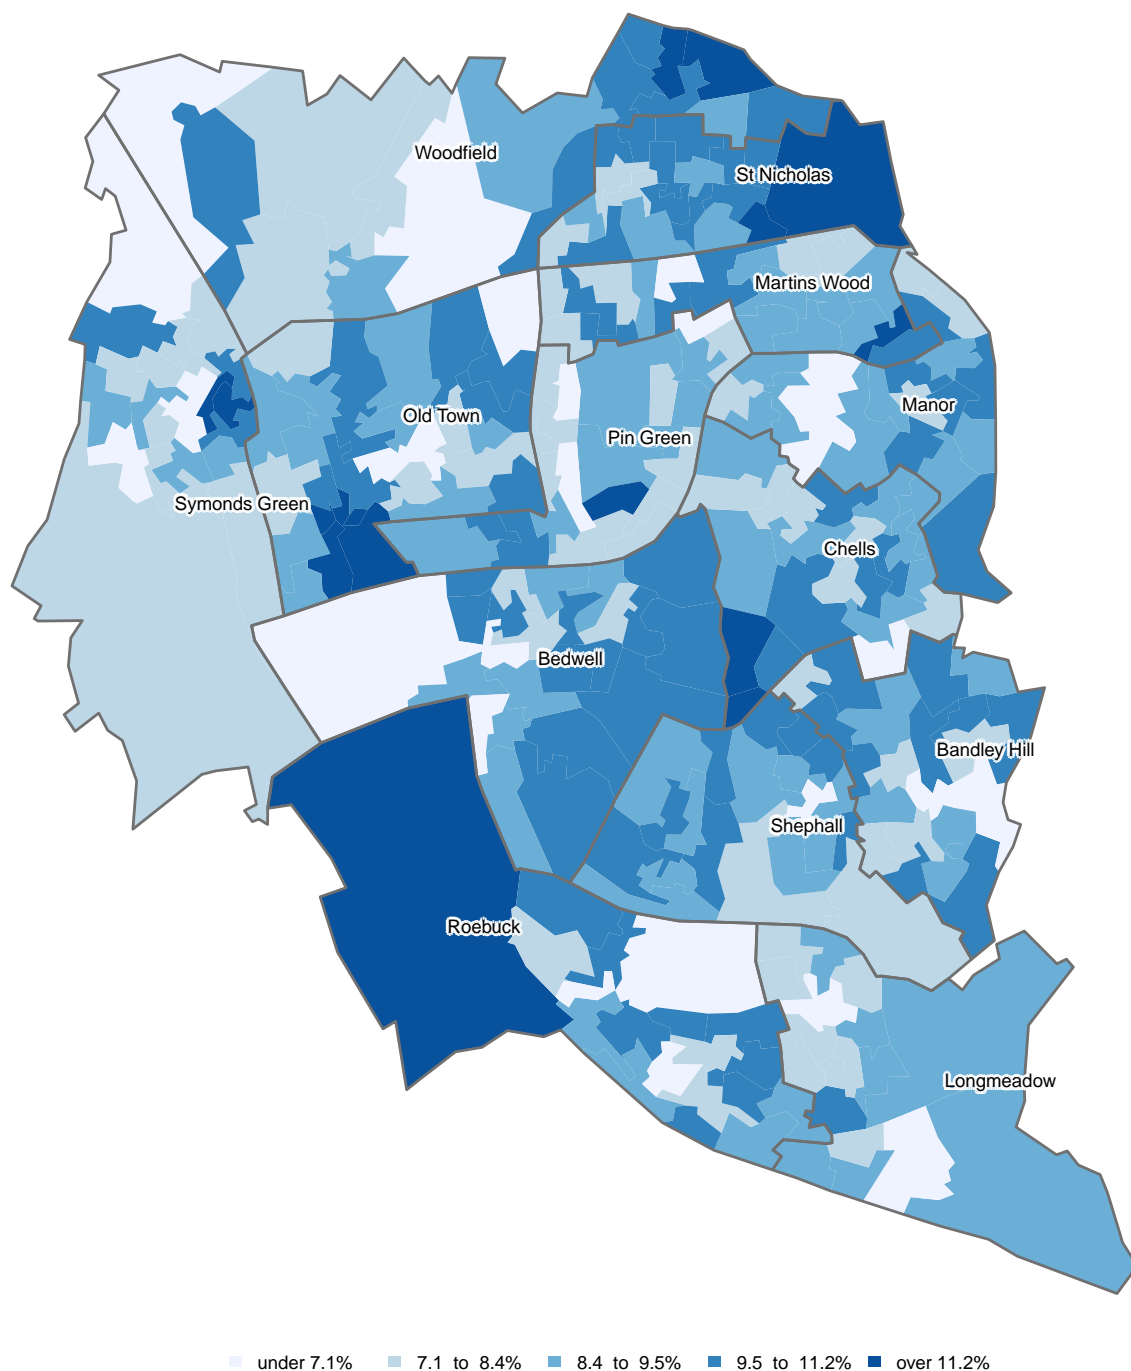 Woodfield
St Nicholas
Martins Wood
Manor
Old Town
Pin Green
Symonds Green
Chells
Bedwell
Bandley Hill
Shephall
Roebuck
Longmeadow
under 7.1% 7.1 to 8.4% 8.4 to 9.5% 9.5 to 11.2% over 11.2%